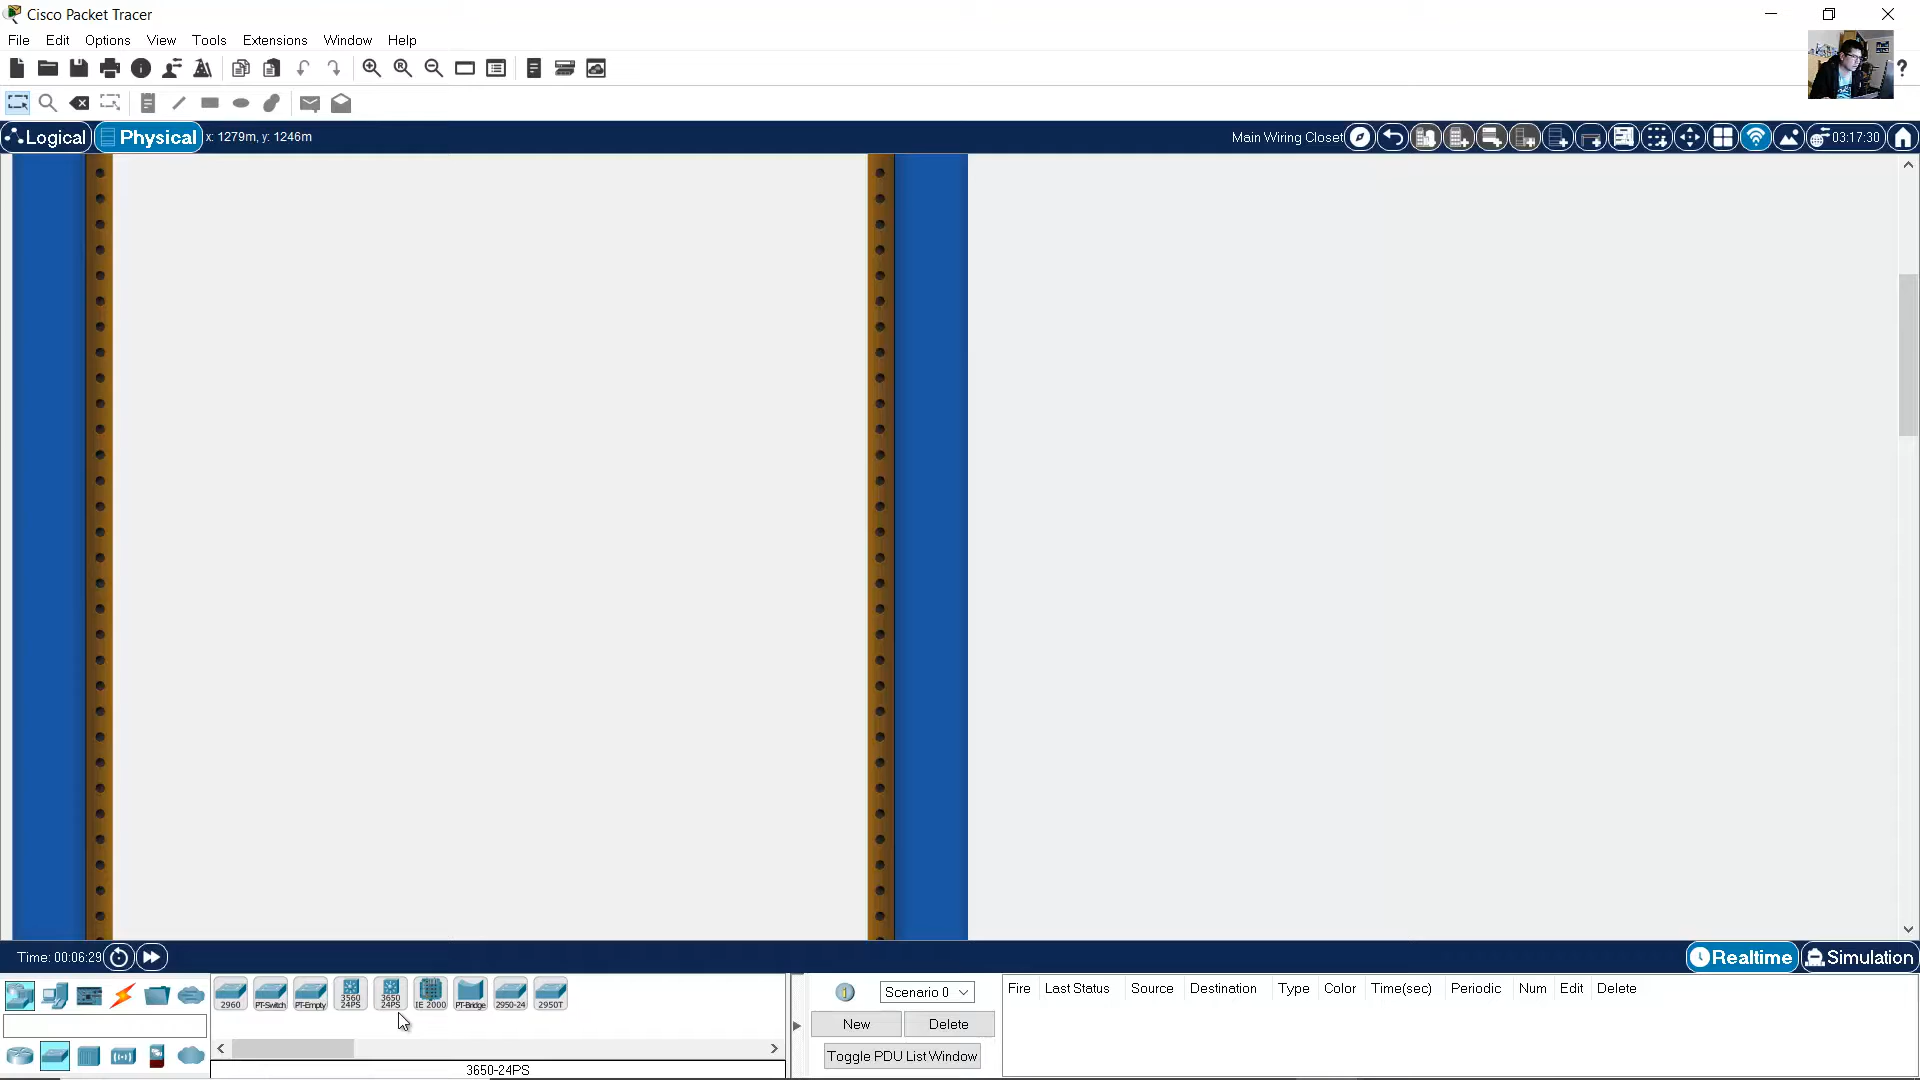 Cisco Packet Tracer
File Edit Options View Tools Extensions Window Help
?
Logical Physical x: 1279m, y: 1246m Main Wiring Closet 03:17:30
Time: 00:06:29 Realtime Simulation
2960 PT-Switch PT-Empty 3560 24PS 3650 24PS IE 2000 PT-Bridge 2950-24 2950T
3650-24PS
Scenario 0
New Delete
Toggle PDU List Window
Fire Last Status Source Destination Type Color Time(sec) Periodic Num Edit Delete